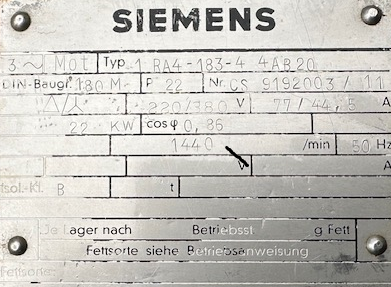 SIEMENS
3~ Mot Typ 1 RA4-183-4 4AB20
DIN-Baugr. 180 M P 22 Nr. CS 9192003/11
△/⅄ 220/380 V 77/44,5 A
22 KW cos φ 0,86
1440 /min 50 Hz
V A
Isol.-Kl. B t
Je Lager nach Betriebsst g Fett
Fettsorte siehe Betriebsanweisung
Fettsorte: